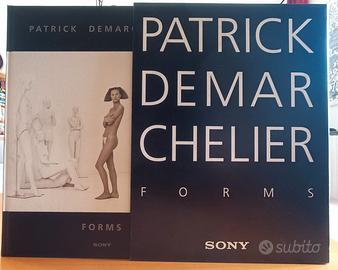 PATRICK DEMAR
FORMS
SONY
PATRICK
DEMAR
CHELIER
FORMS
SONY
subito